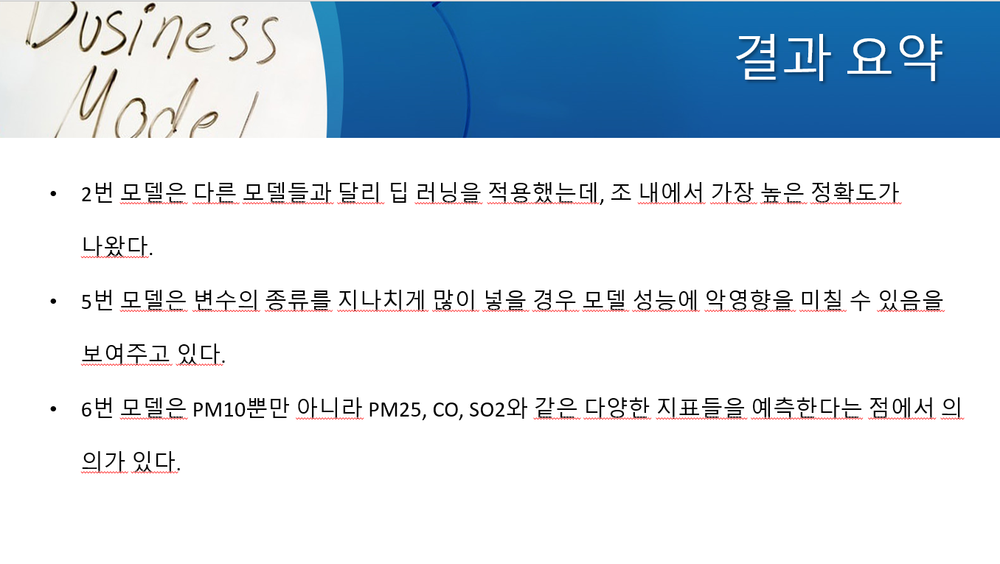 Business
Model
결과 요약
• 2번 모델은 다른 모델들과 달리 딥 러닝을 적용했는데, 조 내에서 가장 높은 정확도가
나왔다.
• 5번 모델은 변수의 종류를 지나치게 많이 넣을 경우 모델 성능에 악영향을 미칠 수 있음을
보여주고 있다.
• 6번 모델은 PM10뿐만 아니라 PM25, CO, SO2와 같은 다양한 지표들을 예측한다는 점에서 의
의가 있다.